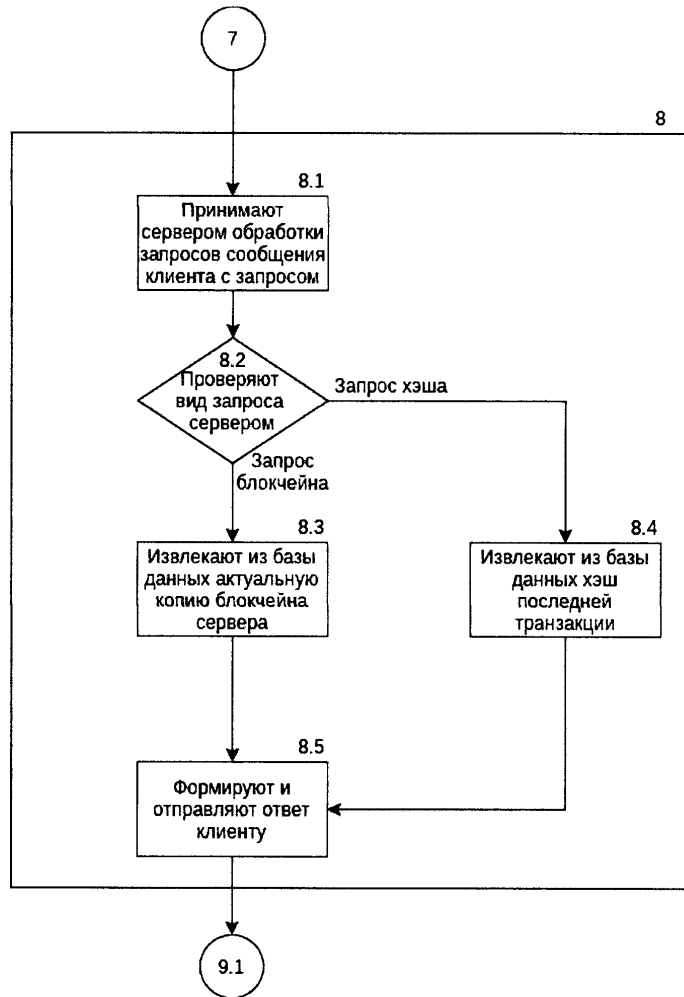 7
8
8.1
Принимают
сервером обработки
запросов сообщения
клиента с запросом
8.2
Проверяют
вид запроса
сервером
Запрос хэша
Запрос
блокчейна
8.3
Извлекают из базы
данных актуальную
копию блокчейна
сервера
8.4
Извлекают из базы
данных хэш
последней
транзакции
8.5
Формируют и
отправляют ответ
клиенту
9.1